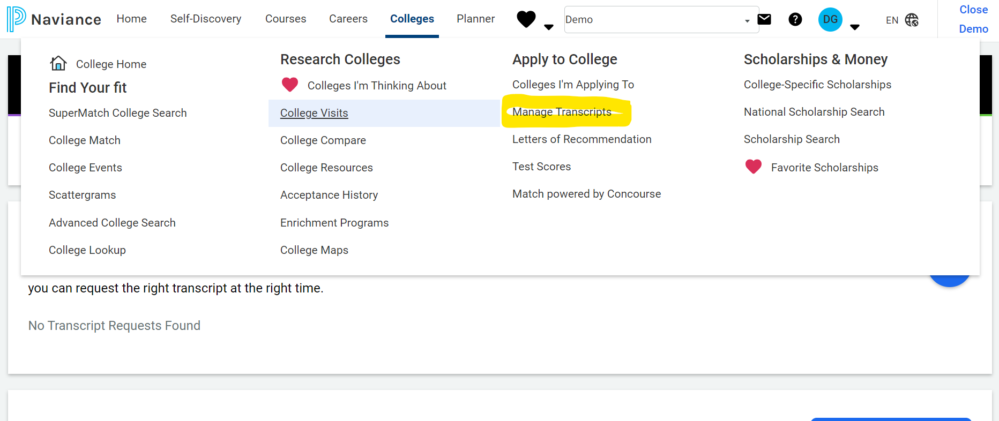 Naviance Home Self-Discovery Courses Careers Colleges Planner Demo ? DG EN Close
Demo
College Home
Find Your fit
SuperMatch College Search
College Match
College Events
Scattergrams
Advanced College Search
College Lookup
Research Colleges
Colleges I'm Thinking About
College Visits
College Compare
College Resources
Acceptance History
Enrichment Programs
College Maps
Apply to College
Colleges I'm Applying To
Manage Transcripts
Letters of Recommendation
Test Scores
Match powered by Concourse
Scholarships & Money
College-Specific Scholarships
National Scholarship Search
Scholarship Search
Favorite Scholarships
you can request the right transcript at the right time.
No Transcript Requests Found